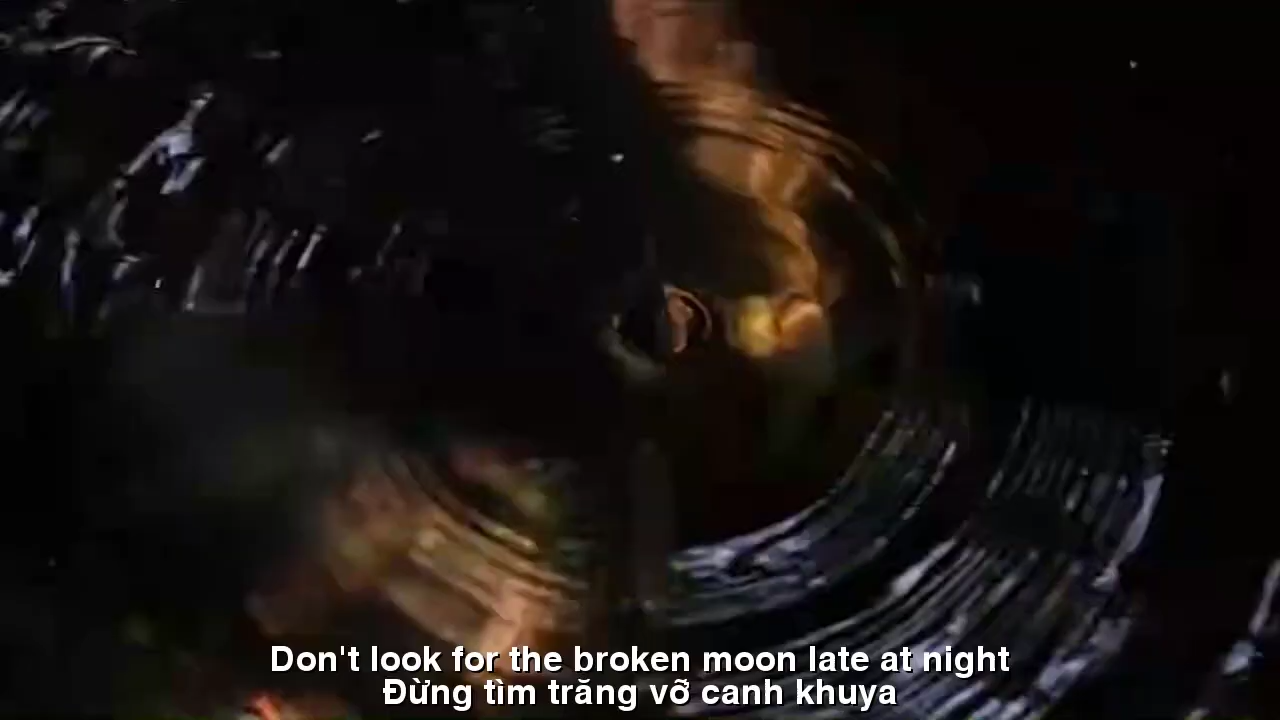 Don't look for the broken moon late at night
Đừng tìm trăng vỡ canh khuya